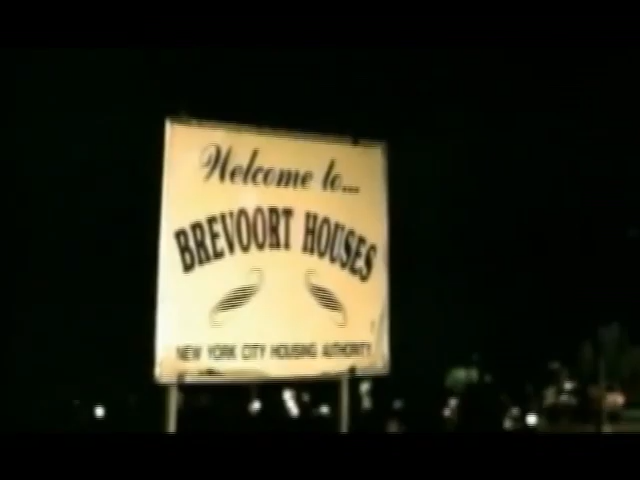 Welcome to...
BREVOORT HOUSES
NEW YORK CITY HOUSING AUTHORITY